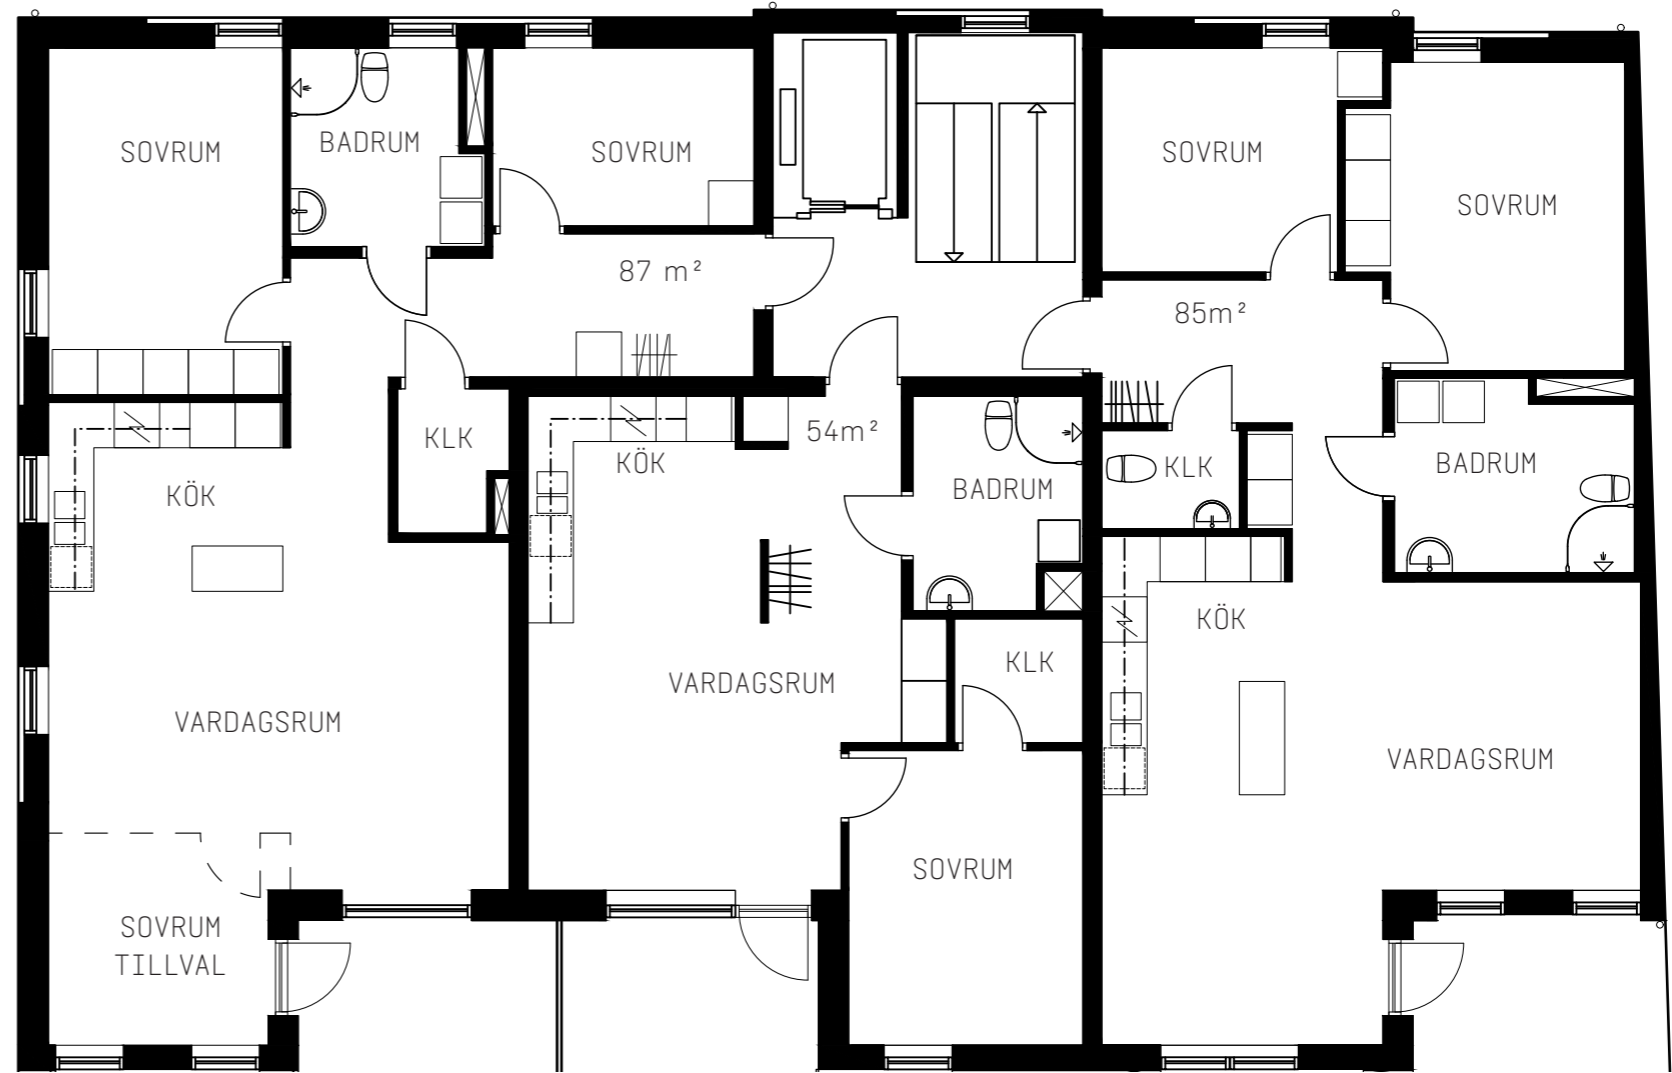 SOVRUM
BADRUM
SOVRUM
87 m²
KLK
KÖK
VARDAGSRUM
SOVRUM
TILLVAL
54m²
KÖK
BADRUM
VARDAGSRUM
KLK
SOVRUM
SOVRUM
SOVRUM
85m²
KLK
BADRUM
KÖK
VARDAGSRUM